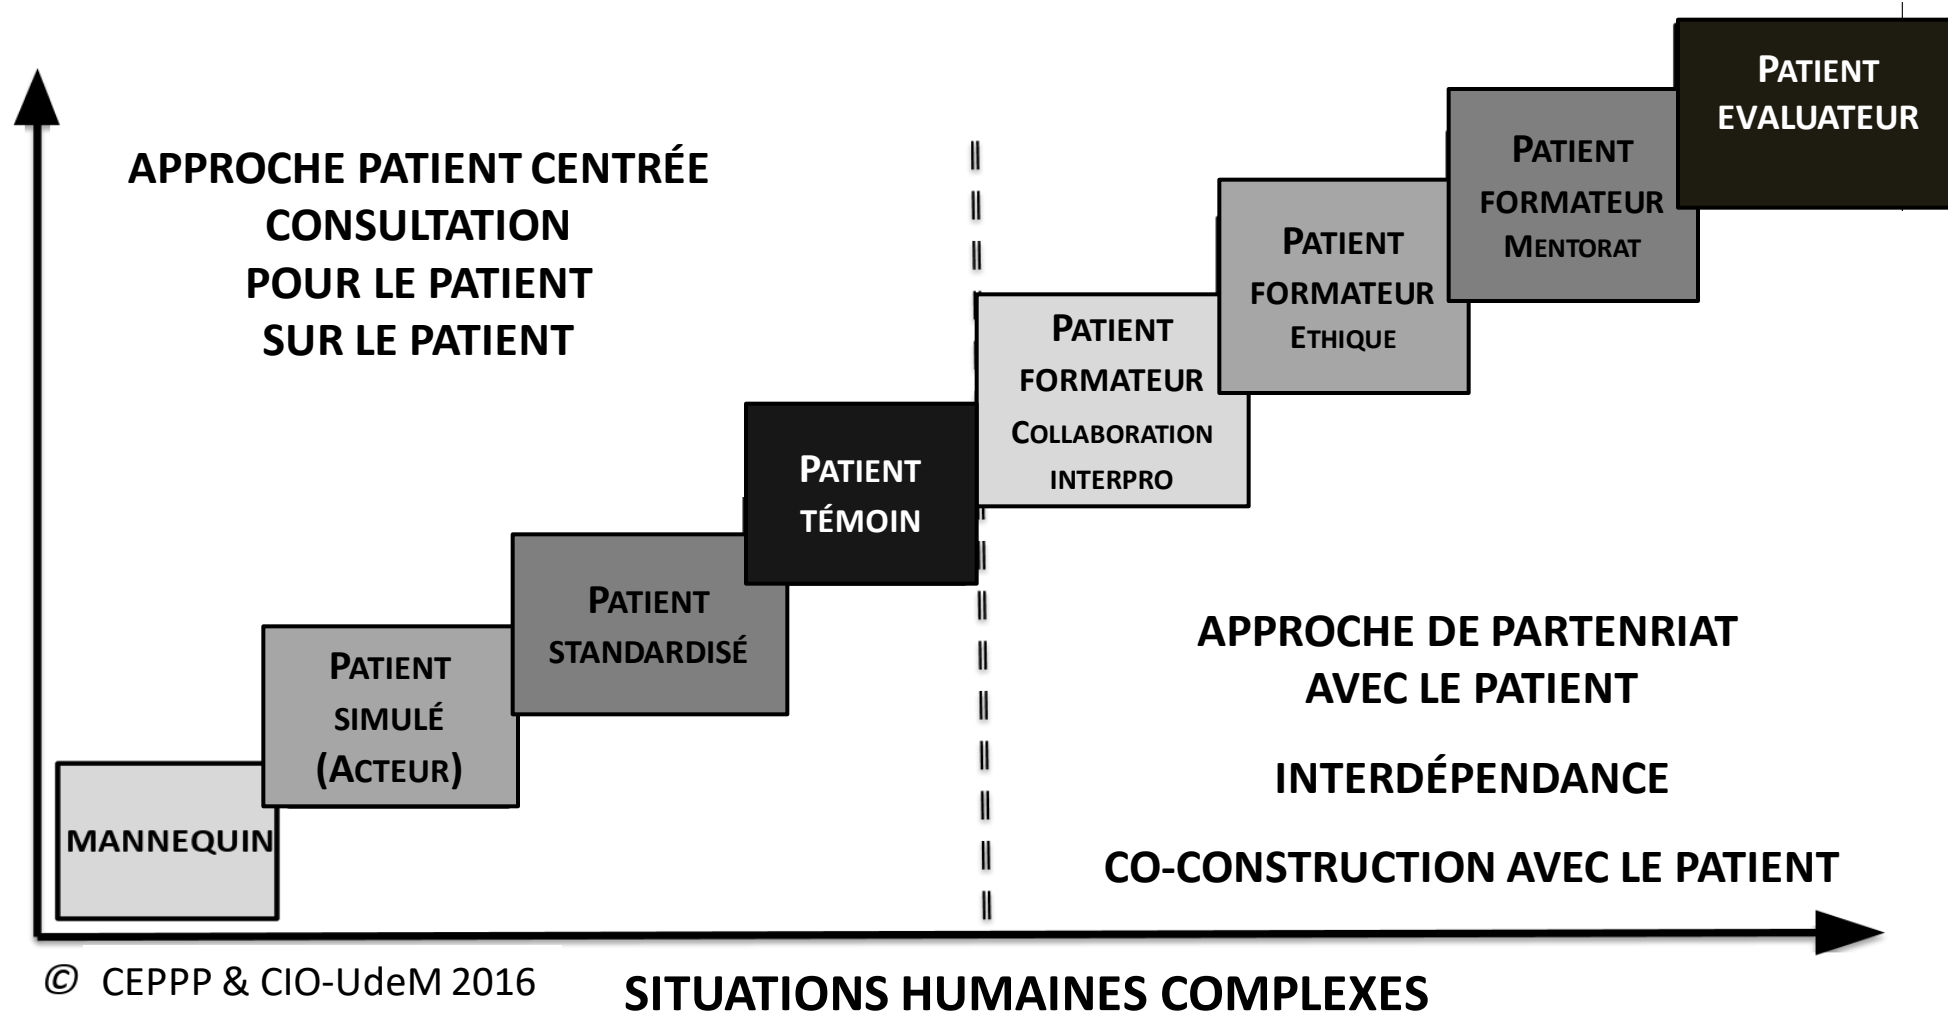 APPROCHE PATIENT CENTRÉE
CONSULTATION
POUR LE PATIENT
SUR LE PATIENT
MANNEQUIN
PATIENT
SIMULÉ
(ACTEUR)
PATIENT
STANDARDISÉ
PATIENT
TÉMOIN
PATIENT
FORMATEUR
COLLABORATION
INTERPRO
PATIENT
FORMATEUR
ETHIQUE
PATIENT
FORMATEUR
MENTORAT
PATIENT
EVALUATEUR
APPROCHE DE PARTENRIAT
AVEC LE PATIENT
INTERDÉPENDANCE
CO-CONSTRUCTION AVEC LE PATIENT
© CEPPP & CIO-UdeM 2016
SITUATIONS HUMAINES COMPLEXES